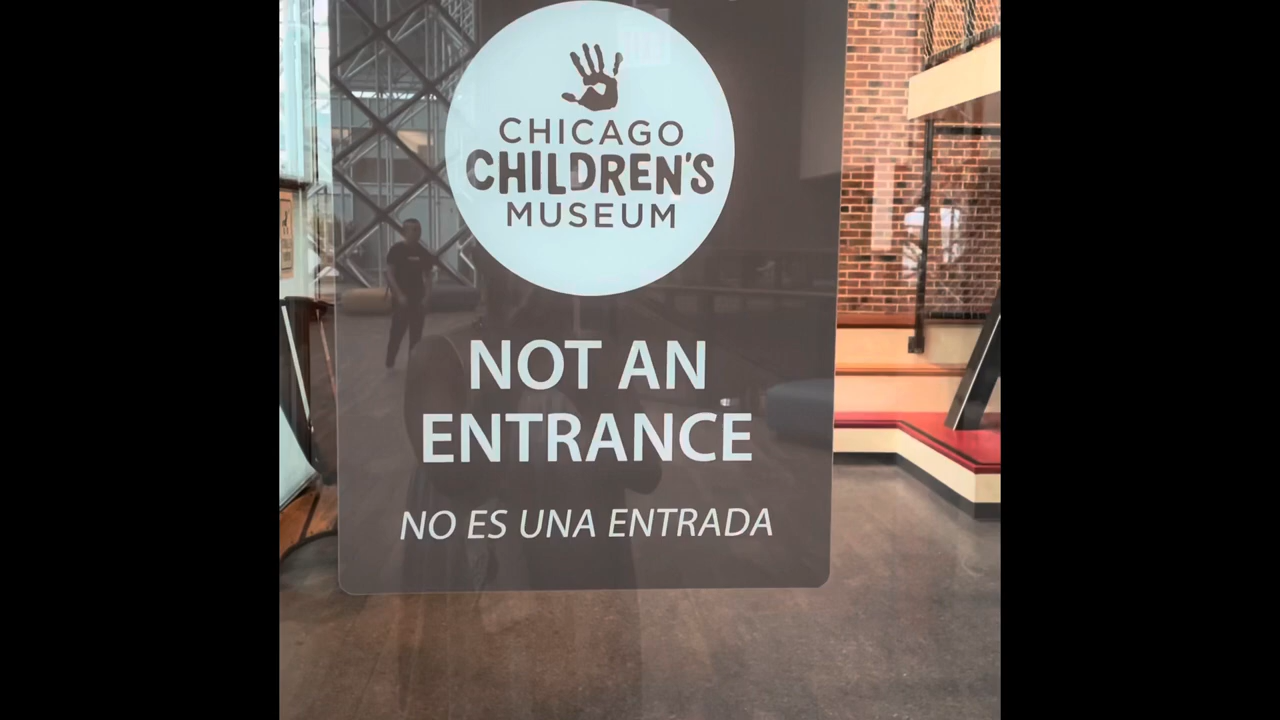 CHICAGO
CHILDREN'S
MUSEUM
NOT AN
ENTRANCE
NO ES UNA ENTRADA